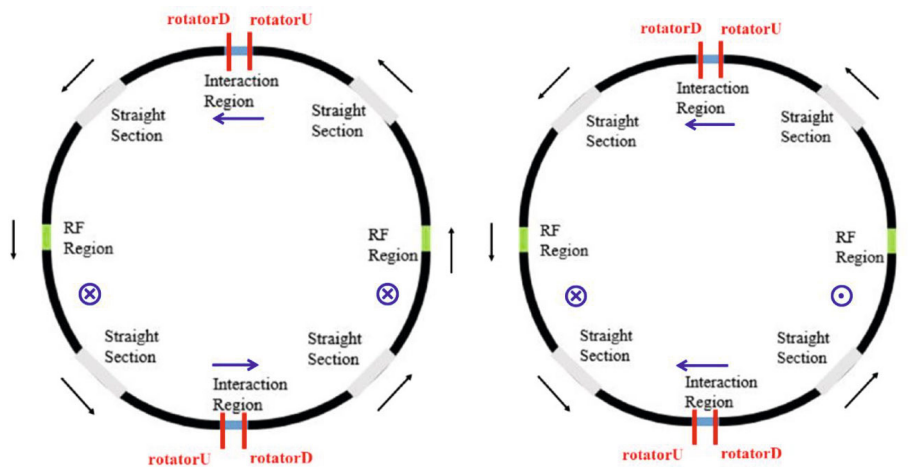 rotatorD rotatorU
Interaction
Region
Straight
Section
Straight
Section
RF
Region
RF
Region
Straight
Section
Straight
Section
Interaction
Region
rotatorU rotatorD
rotatorD rotatorU
Interaction
Region
Straight
Section
Straight
Section
RF
Region
RF
Region
Straight
Section
Straight
Section
Interaction
Region
rotatorU rotatorD